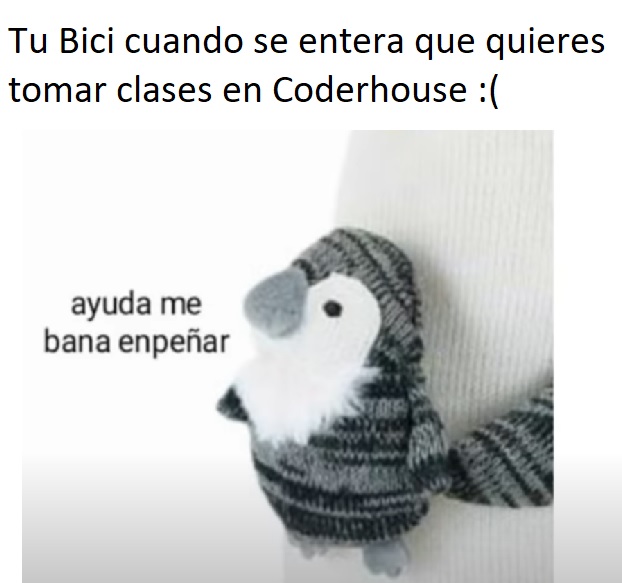 Tu Bici cuando se entera que quieres
tomar clases en Coderhouse :(
ayuda me
bana enpeñar